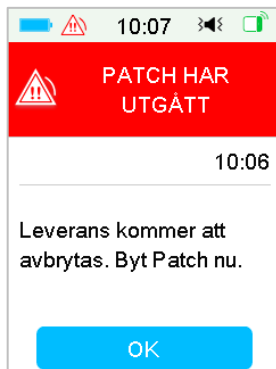 10:07
PATCH HAR
UTGÅTT
10:06
Leverans kommer att
avbrytas. Byt Patch nu.
OK